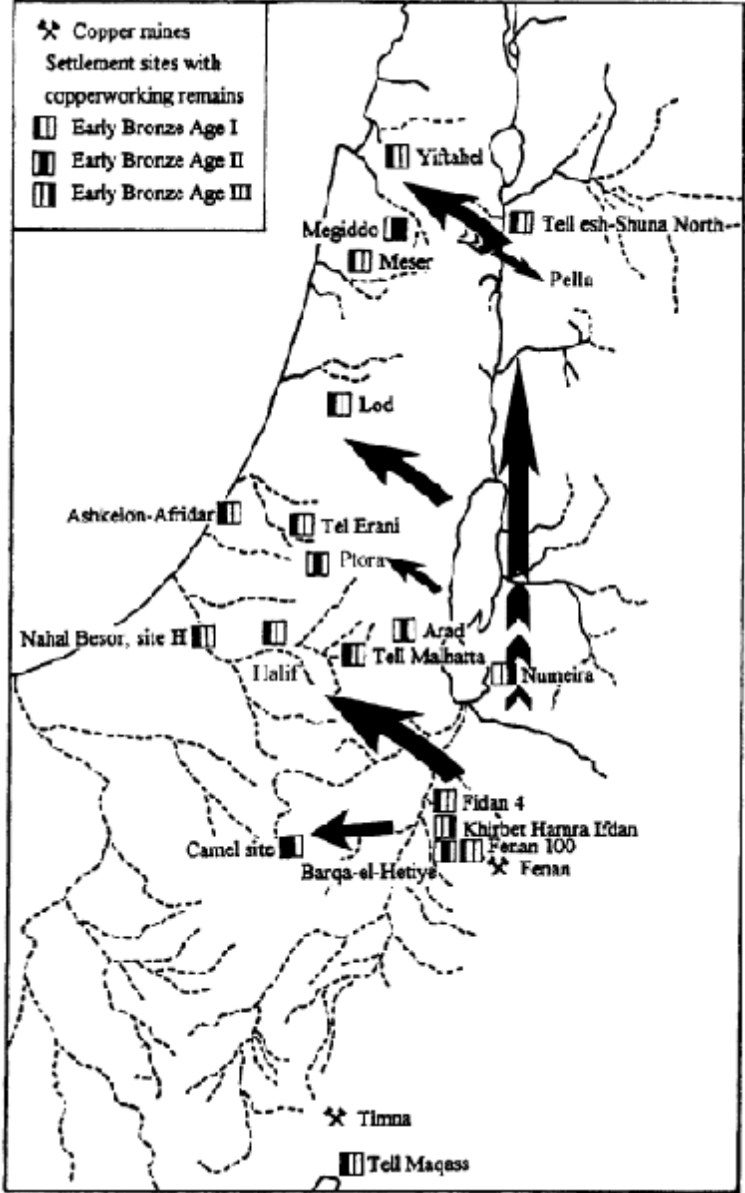 Copper mines
Settlement sites with
copperworking remains
Early Bronze Age I
Early Bronze Age II
Early Bronze Age III
Yiftahel
Megiddo
Tell esh-Shuna North
Meser
Pella
Lod
Ashkelon-Afridar
Tel Erani
Ptora
Nahal Besor, site H
Arad
Tell Malhatta
Halif
Numeira
Fidan 4
Khirbet Hamra Ifdan
Camel site
Fenan 100
Barqa-el-Hetiye
Fenan
Timna
Tell Maqass